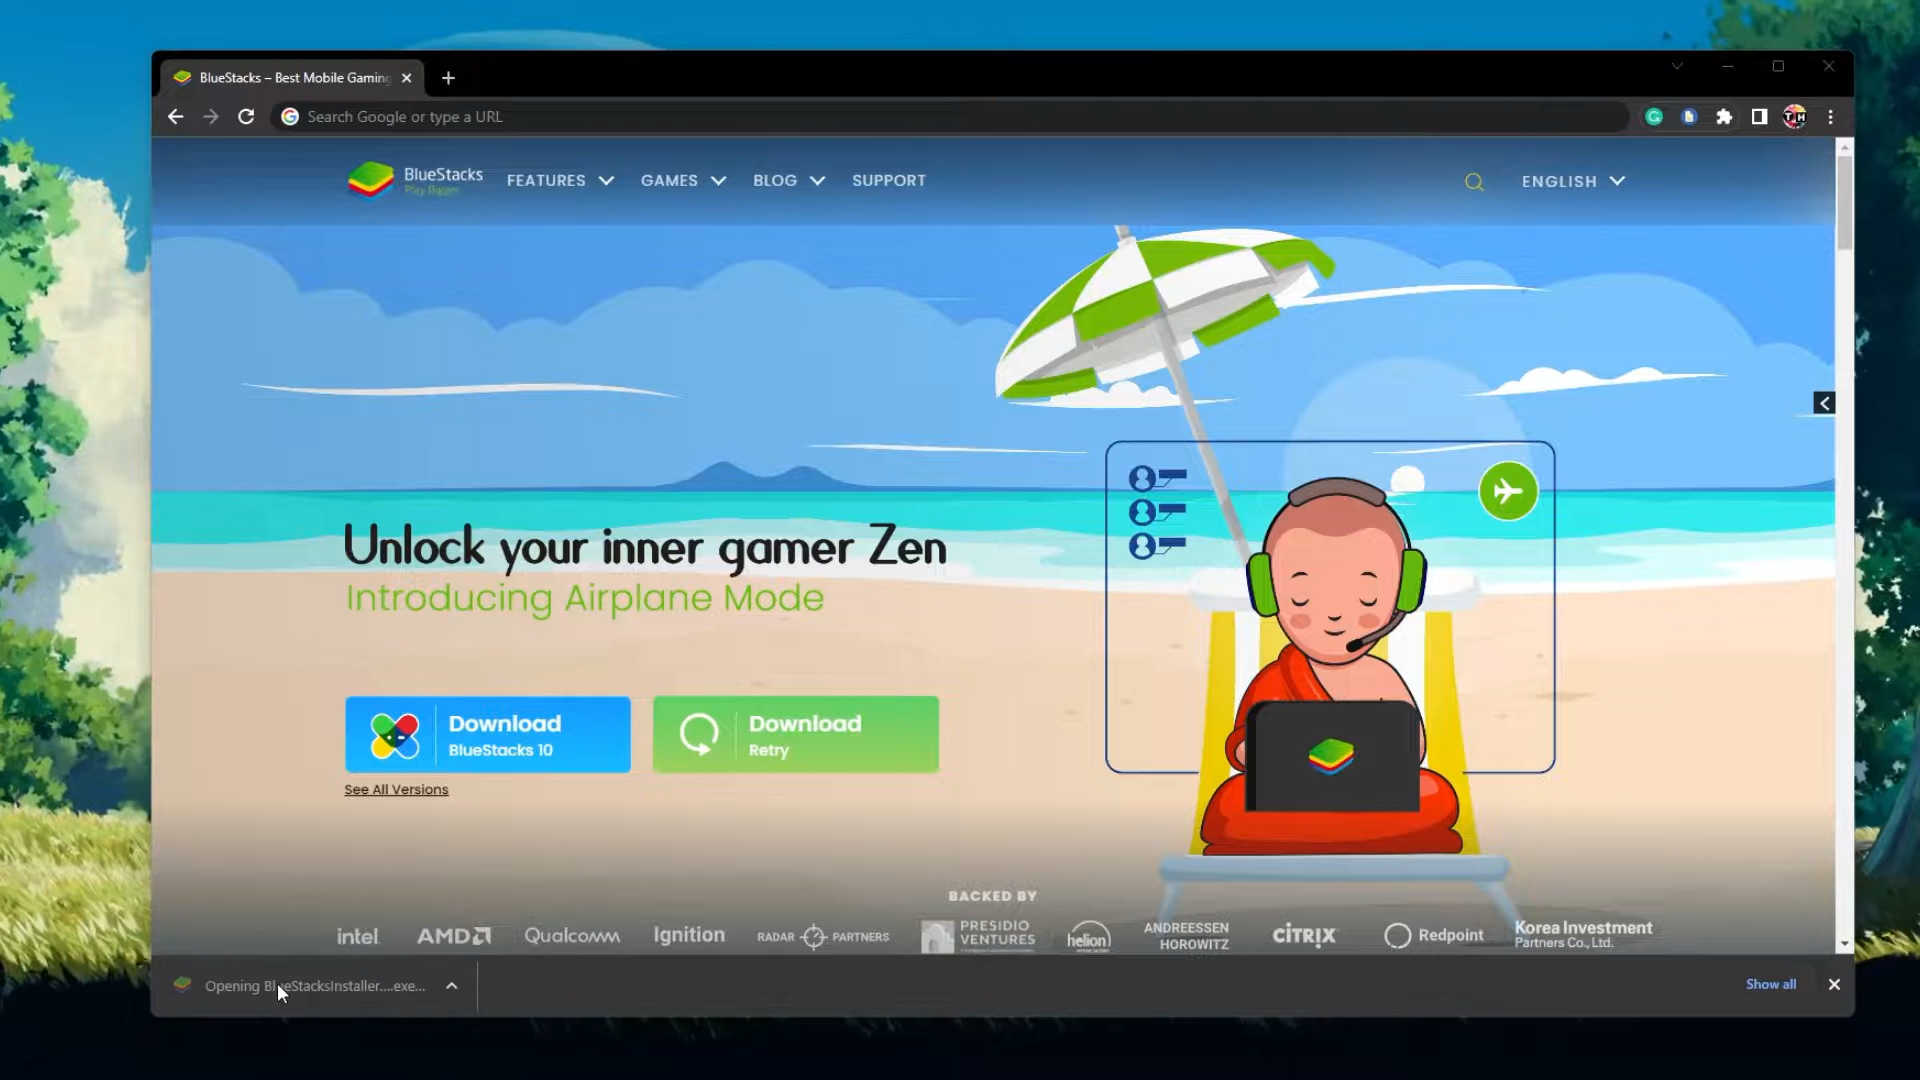 BlueStacks – Best Mobile Gaming
Search Google or type a URL
BlueStacks
Play Bigger
FEATURES
GAMES
BLOG
SUPPORT
ENGLISH
Unlock your inner gamer Zen
Introducing Airplane Mode
Download
BlueStacks 10
Download
Retry
See All Versions
BACKED BY
intel
AMD
Qualcomm
Ignition
RADAR PARTNERS
PRESIDIO
VENTURES
helion
ANDREESSEN
HOROWITZ
CITRIX
Redpoint
Korea Investment
Partners Co., Ltd.
Opening BlueStacksInstaller....exe...
Show all